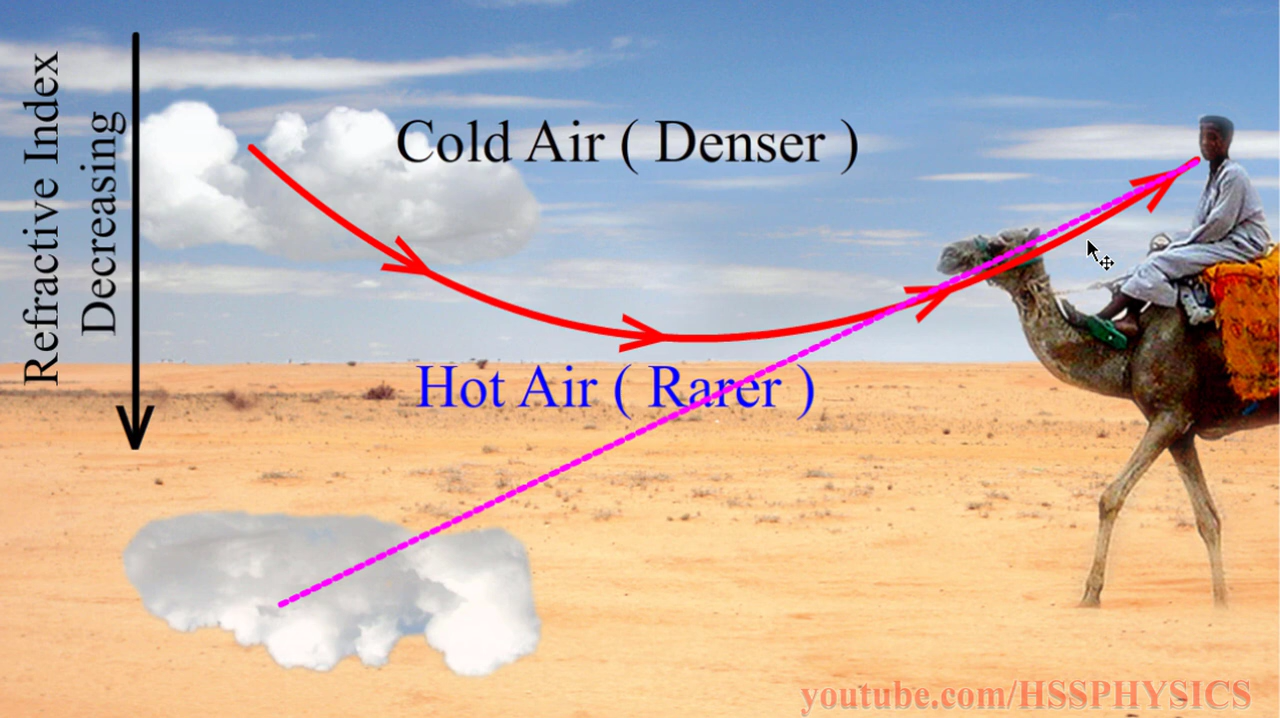 Refractive Index
Decreasing
Cold Air ( Denser )
Hot Air ( Rarer )
youtube.com/HSSPHYSICS